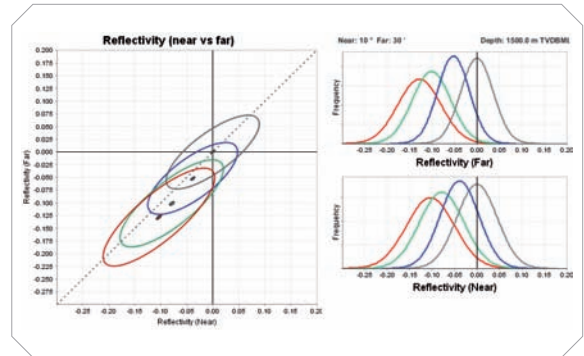 Reflectivity (near vs far)
0.200
0.175
0.150
0.125
0.100
0.075
0.050
0.025
0.000
-0.025
-0.050
-0.075
-0.100
-0.125
-0.150
-0.175
-0.200
-0.225
-0.250
-0.275
Reflectivity (Far)
-0.25 -0.20 -0.15 -0.10 -0.05 0.00 0.05 0.10 0.15 0.20
Reflectivity (Near)
Near: 10 ° Far: 30 ° Depth: 1500.0 m TVDBML
Frequency
-0.25 -0.20 -0.15 -0.10 -0.05 0.00 0.05 0.10 0.15 0.20
Reflectivity (Far)
Frequency
-0.25 -0.20 -0.15 -0.10 -0.05 0.00 0.05 0.10 0.15 0.20
Reflectivity (Near)